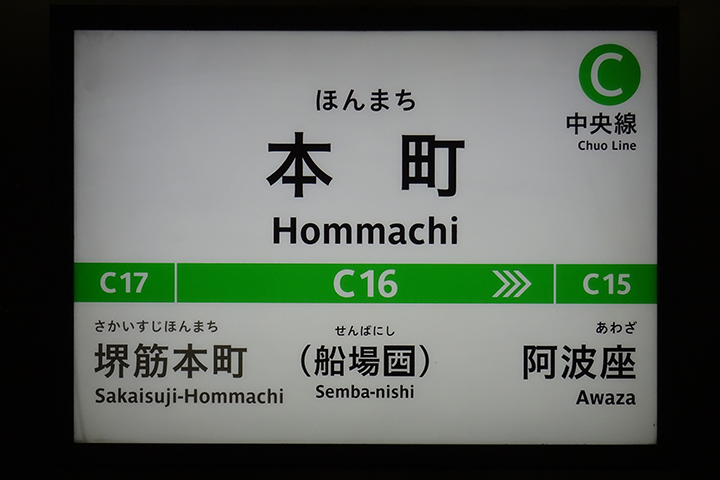 C
中央線
Chuo Line
ほんまち
本町
Hommachi
C17 C16 C15
さかいすじほんまち
堺筋本町
Sakaisuji-Hommachi
せんばにし
（船場西）
Semba-nishi
あわざ
阿波座
Awaza